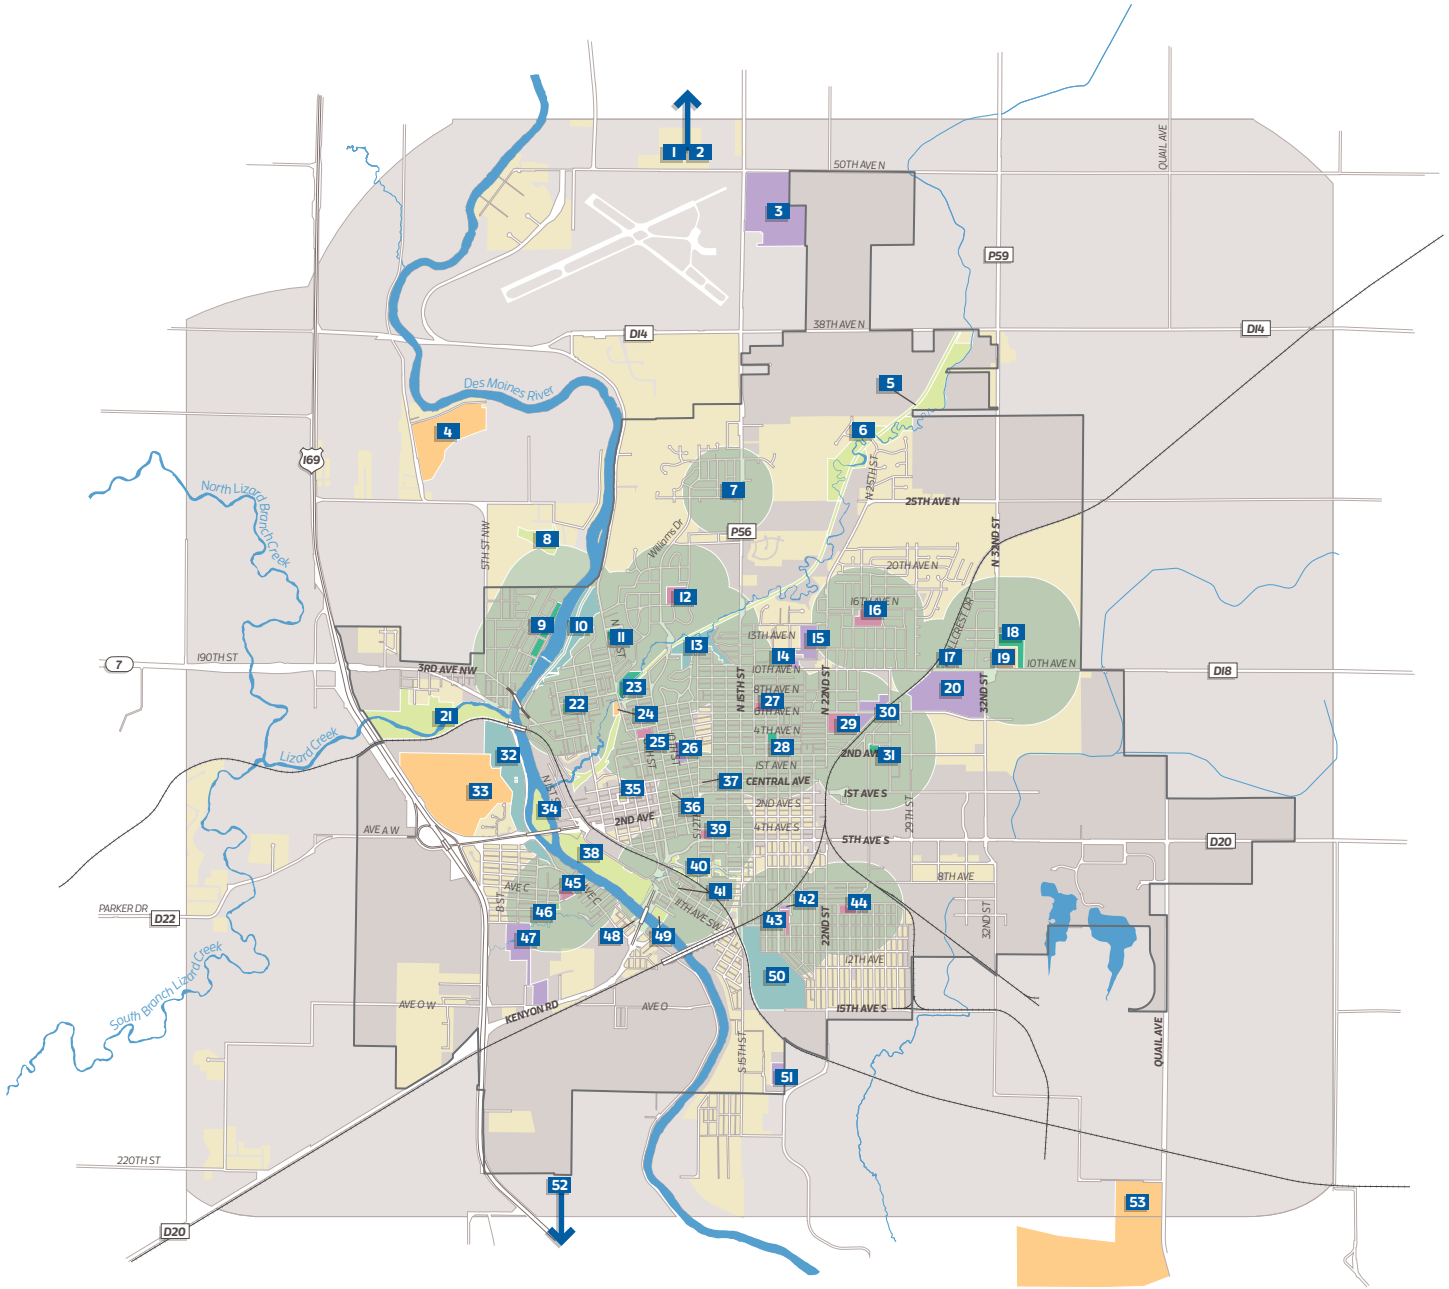 1 2
50TH AVE N
QUAIL AVE
3
P59
D14
38TH AVE N
D14
Des Moines River
5
4
6
169
North Lizard Branch Creek
N 25TH ST
7
25TH AVE N
P56
Williams Dr
8
5TH ST NW
N 32ND ST
20TH AVE N
12
16TH AVE N
16
9
10
11
13
13TH AVE N
15
18
14
17
19
190TH ST
7
3RD AVE NW
10TH AVE N
10TH AVE N
D18
23
N 15TH ST
N 22ND ST
8TH AVE N
20
32ND ST
22
27
6TH AVE N
21
24
30
29
4TH AVE N
25
26
28
2ND AVE N
31
Lizard Creek
32
1ST AVE N
37
CENTRAL AVE
33
35
1ST AVE S
N 1ST ST
34
36
2ND AVE S
2ND AVE
29TH ST
AVE A W
39
4TH AVE S
5TH AVE S
D20
38
40
8TH AVE
AVE C
45
AVE C
41
B ST
42
44
PARKER DR
D22
46
11TH AVE SW
43
22ND ST
32ND ST
47
48
49
South Branch Lizard Creek
12TH AVE
50
AVE O W
KENYON RD
AVE O
15TH AVE S
S 15TH ST
QUAIL AVE
51
220TH ST
52
53
D20